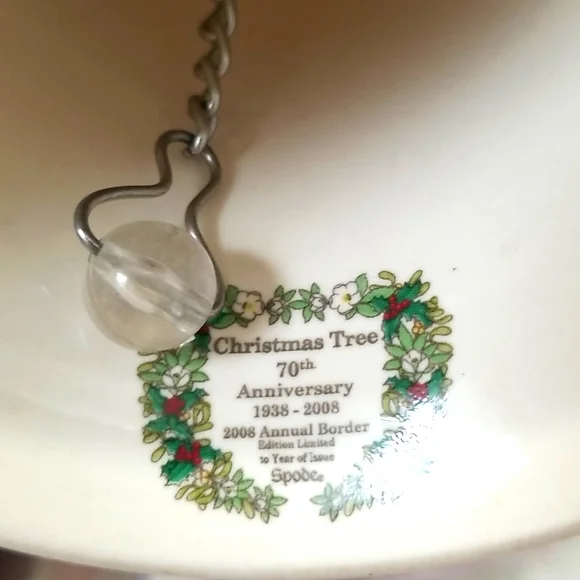 Christmas Tree
70th
Anniversary
1938 - 2008
2008 Annual Border
Edition Limited
to Year of Issue
Spode®